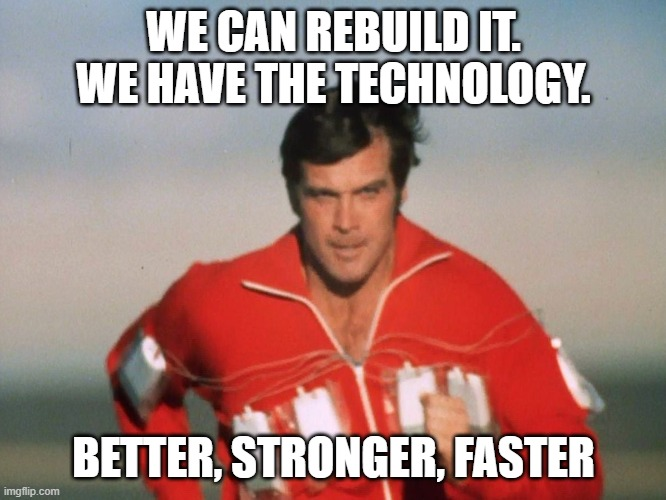 WE CAN REBUILD IT.
WE HAVE THE TECHNOLOGY.
BETTER, STRONGER, FASTER
imgflip.com